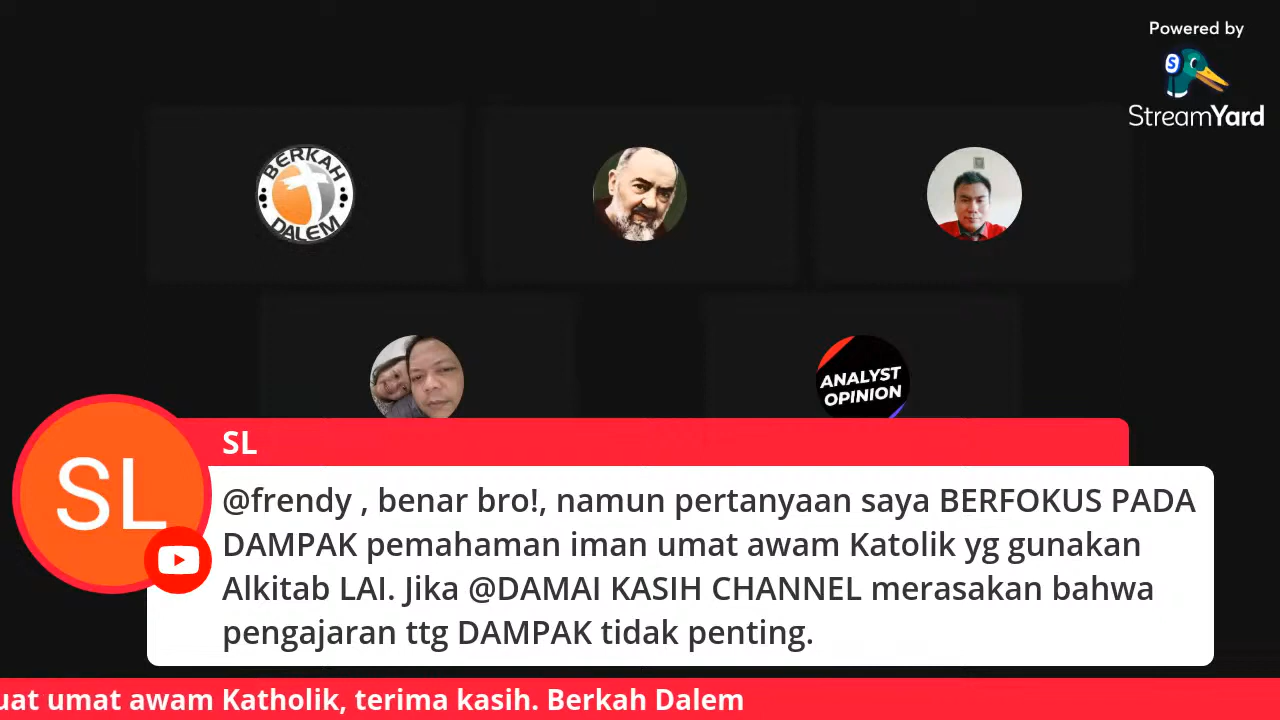 Powered by
S
StreamYard
BERKAH
DALEM
ANALYST
OPINION
SL
SL
@frendy , benar bro!, namun pertanyaan saya BERFOKUS PADA
DAMPAK pemahaman iman umat awam Katolik yg gunakan
Alkitab LAI. Jika @DAMAI KASIH CHANNEL merasakan bahwa
pengajaran ttg DAMPAK tidak penting.
umat awam Katholik, terima kasih. Berkah Dalem